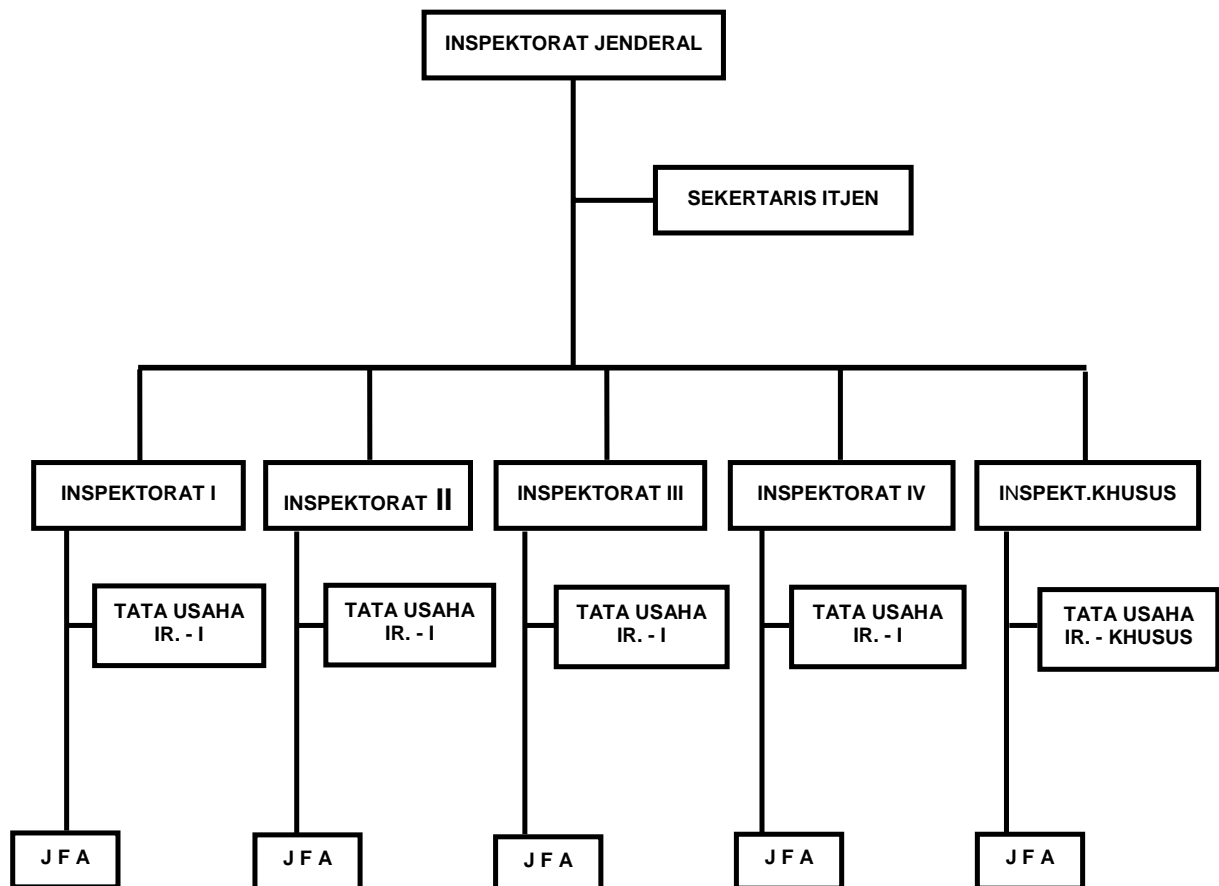 INSPEKTORAT JENDERAL
SEKERTARIS ITJEN
INSPEKTORAT I
INSPEKTORAT II
INSPEKTORAT III
INSPEKTORAT IV
INSPEKT.KHUSUS
TATA USAHA
IR. - I
TATA USAHA
IR. - I
TATA USAHA
IR. - I
TATA USAHA
IR. - I
TATA USAHA
IR. - KHUSUS
J F A
J F A
J F A
J F A
J F A